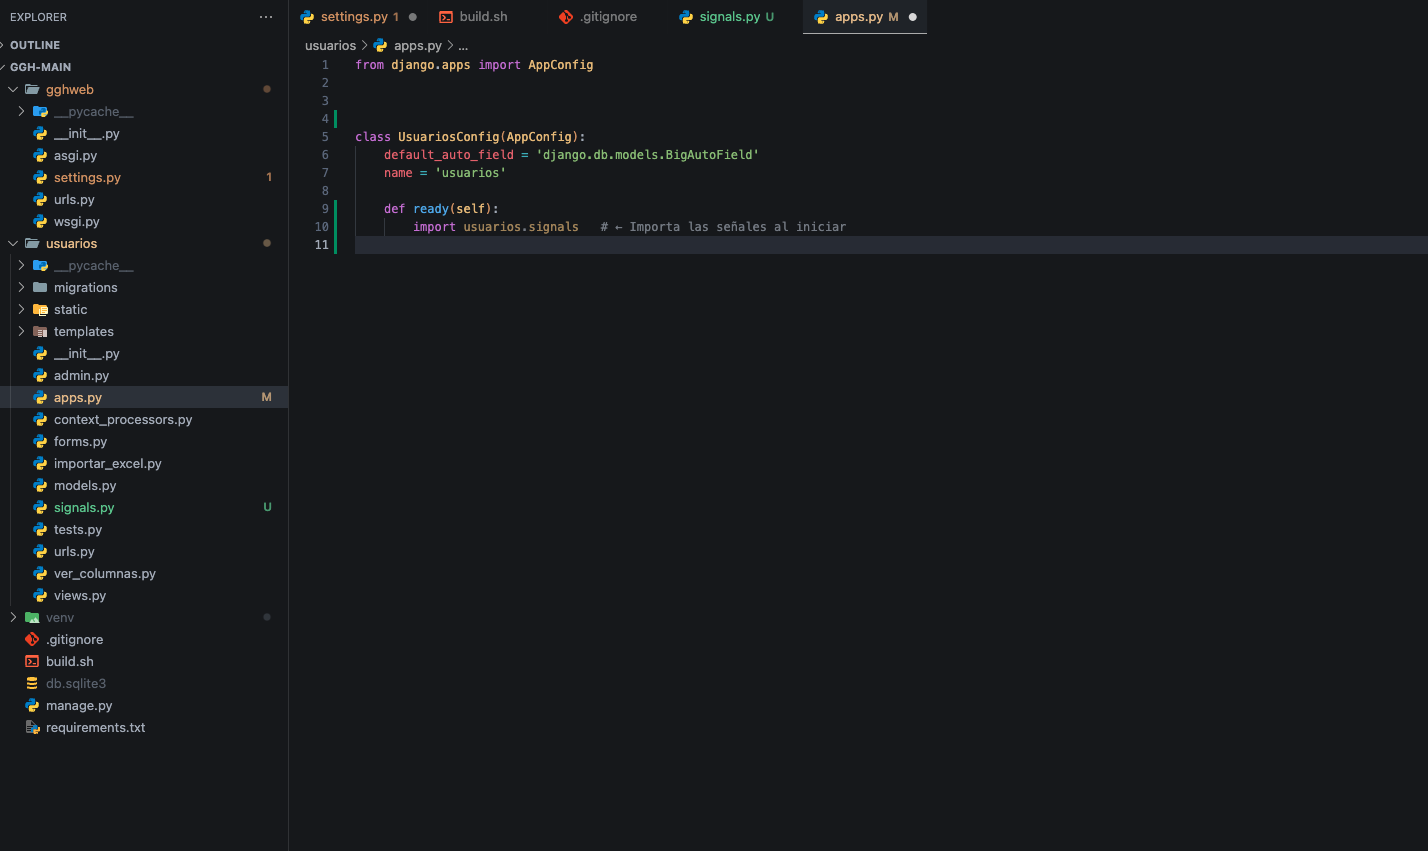 EXPLORER
OUTLINE
GGH-MAIN
gghweb
__pycache__
__init__.py
asgi.py
settings.py 1
urls.py
wsgi.py
usuarios
__pycache__
migrations
static
templates
__init__.py
admin.py
apps.py M
context_processors.py
forms.py
importar_excel.py
models.py
signals.py U
tests.py
urls.py
ver_columnas.py
views.py
venv
.gitignore
build.sh
db.sqlite3
manage.py
requirements.txt
settings.py 1 build.sh .gitignore signals.py U apps.py M
usuarios > apps.py > ...
1 from django.apps import AppConfig
2
3
4
5 class UsuariosConfig(AppConfig):
6 default_auto_field = 'django.db.models.BigAutoField'
7 name = 'usuarios'
8
9 def ready(self):
10 import usuarios.signals # ← Importa las señales al iniciar
11